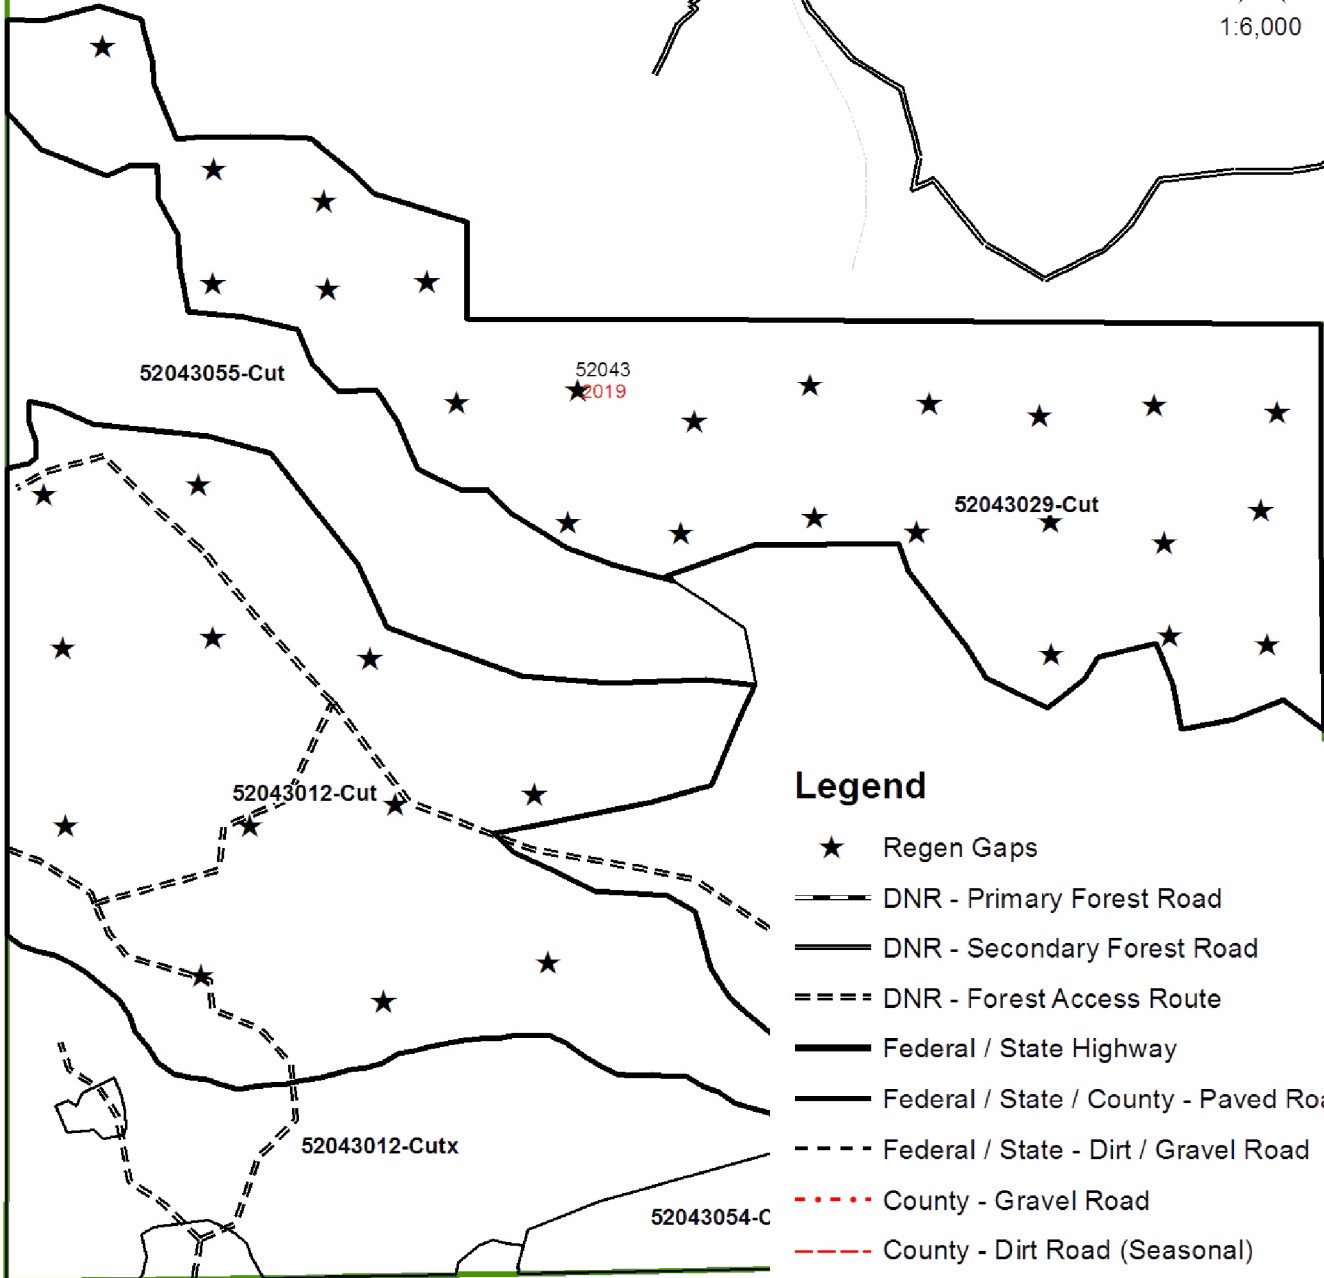 1:6,000
52043
2019
52043055-Cut
52043029-Cut
52043012-Cut
52043012-Cutx
52043054-C
Legend
Regen Gaps
DNR - Primary Forest Road
DNR - Secondary Forest Road
DNR - Forest Access Route
Federal / State Highway
Federal / State / County - Paved Roa
Federal / State - Dirt / Gravel Road
County - Gravel Road
County - Dirt Road (Seasonal)